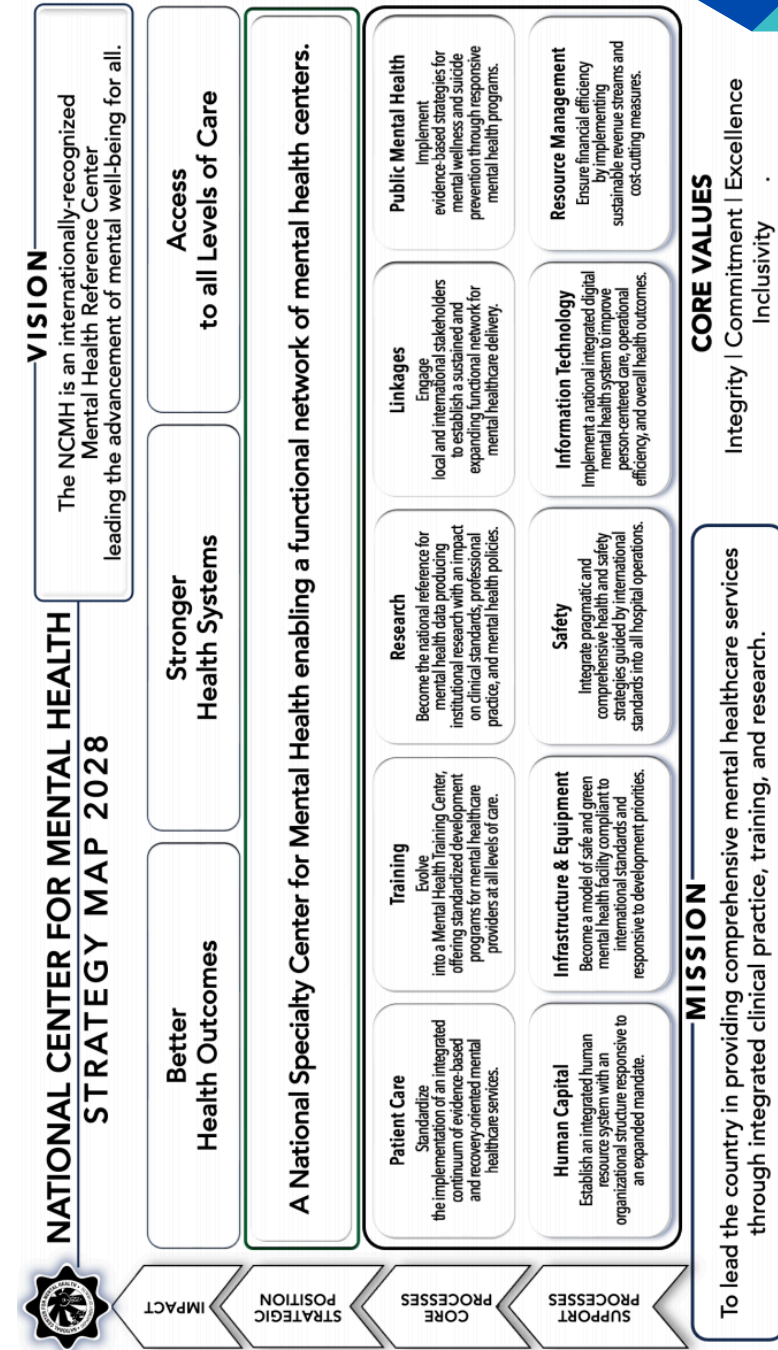 NATIONAL CENTER FOR MENTAL HEALTH
STRATEGY MAP 2028
VISION
The NCMH is an internationally-recognized
Mental Health Reference Center
leading the advancement of mental well-being for all.
IMPACT
Better
Health Outcomes
Stronger
Health Systems
Access
to all Levels of Care
STRATEGIC
POSITION
A National Specialty Center for Mental Health enabling a functional network of mental health centers.
CORE
PROCESSES
Patient Care
Standardize
the implementation of an integrated
continuum of evidence-based
and recovery-oriented mental
healthcare services.
Training
Evolve
into a Mental Health Training Center,
offering standardized development
programs for mental healthcare
providers at all levels of care.
Research
Become the national reference for
mental health data producing
institutional research with an impact
on clinical standards, professional
practice, and mental health policies.
Linkages
Engage
local and international stakeholders
to establish a sustained and
expanding functional network for
mental healthcare delivery.
Public Mental Health
Implement
evidence-based strategies for
mental wellness and suicide
prevention through responsive
mental health programs.
SUPPORT
PROCESSES
Human Capital
Establish an integrated human
resource system with an
organizational structure responsive to
an expanded mandate.
Infrastructure & Equipment
Become a model of safe and green
mental health facility compliant to
international standards and
responsive to development priorities.
Safety
Integrate pragmatic and
comprehensive health and safety
strategies guided by international
standards into all hospital operations.
Information Technology
Implement a national integrated digital
mental health system to improve
person-centered care, operational
efficiency, and overall health outcomes.
Resource Management
Ensure financial efficiency
by implementing
sustainable revenue streams and
cost-cutting measures.
MISSION
To lead the country in providing comprehensive mental healthcare services
through integrated clinical practice, training, and research.
CORE VALUES
Integrity | Commitment | Excellence
Inclusivity